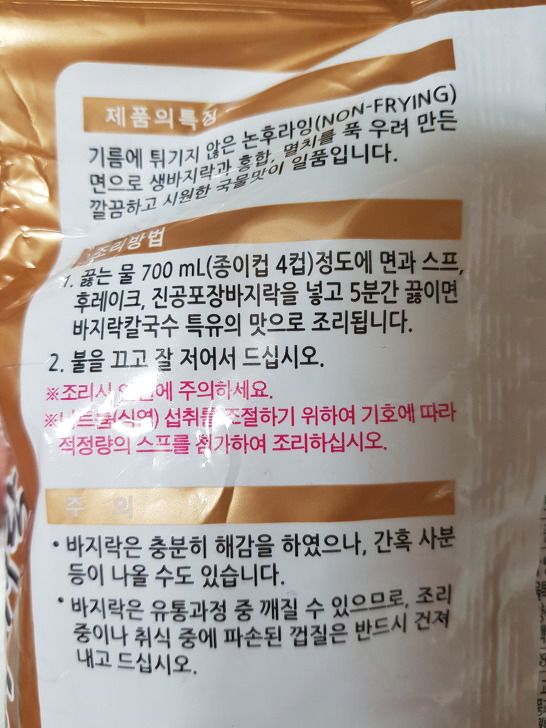 제품의특징
기름에 튀기지 않은 논후라잉(NON-FRYING)
면으로 생바지락과 홍합, 멸치를 푹 우려 만든
깔끔하고 시원한 국물맛이 일품입니다.
조리방법
1. 끓는 물 700 mL(종이컵 4컵)정도에 면과 스프,
후레이크, 진공포장바지락을 넣고 5분간 끓이면
바지락칼국수 특유의 맛으로 조리됩니다.
2. 불을 끄고 잘 저어서 드십시오.
※조리시 안전에 주의하세요.
※나트륨(식염) 섭취를 조절하기 위하여 기호에 따라
적정량의 스프를 첨가하여 조리하십시오.
주 의
• 바지락은 충분히 해감을 하였으나, 간혹 사분
등이 나올 수도 있습니다.
• 바지락은 유통과정 중 깨질 수 있으므로, 조리
중이나 취식 중에 파손된 껍질은 반드시 건져
내고 드십시오.